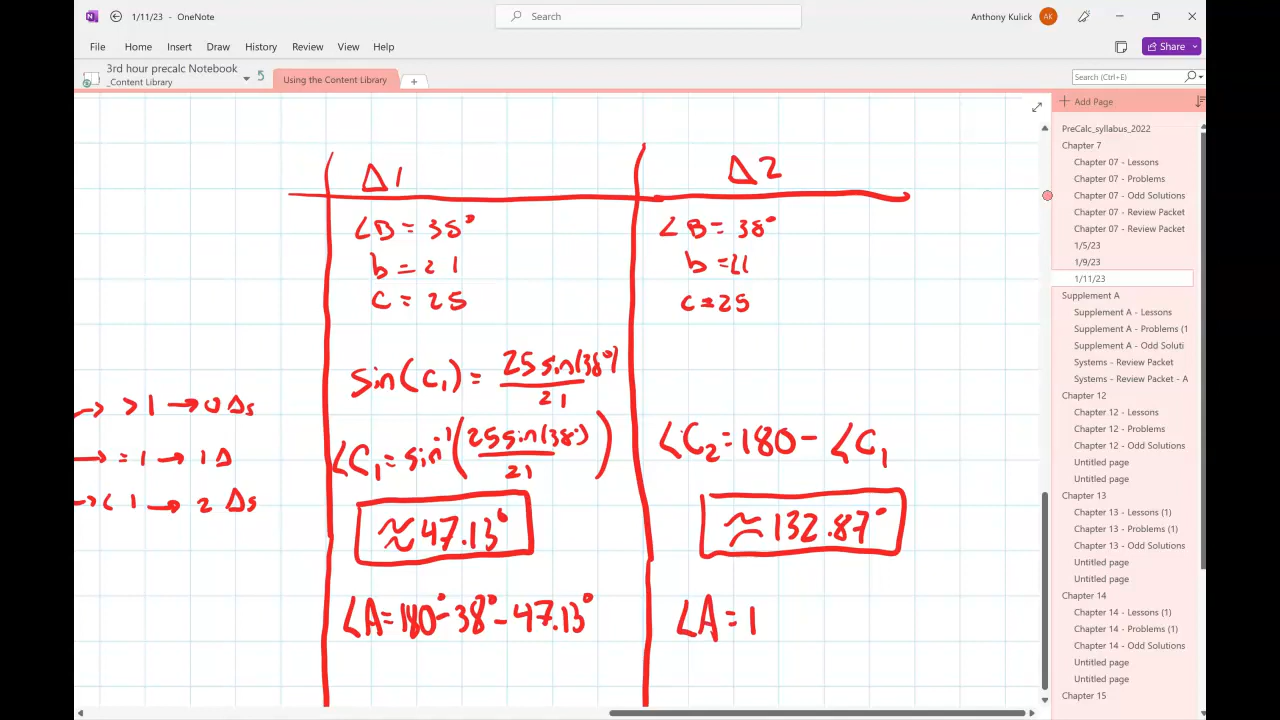 1/11/23 - OneNote
Search
Anthony Kulick
AK
File Home Insert Draw History Review View Help
Share
3rd hour precalc Notebook
_Content Library
Using the Content Library
+
Search (Ctrl+E)
Add Page
PreCalc_syllabus_2022
Chapter 7
Chapter 07 - Lessons
Chapter 07 - Problems
Chapter 07 - Odd Solutions
Chapter 07 - Review Packet
Chapter 07 - Review Packet
1/5/23
1/9/23
1/11/23
Supplement A
Supplement A - Lessons
Supplement A - Problems (1
Supplement A - Odd Soluti
Systems - Review Packet
Systems - Review Packet - A
Chapter 12
Chapter 12 - Lessons
Chapter 12 - Problems
Chapter 12 - Odd Solutions
Untitled page
Untitled page
Chapter 13
Chapter 13 - Lessons (1)
Chapter 13 - Problems (1)
Chapter 13 - Odd Solutions
Untitled page
Untitled page
Chapter 14
Chapter 14 - Lessons (1)
Chapter 14 - Problems (1)
Chapter 14 - Odd Solutions
Untitled page
Untitled page
Chapter 15
→ > 1 → 0 Δs
→ = 1 → 1 Δ
→ < 1 → 2 Δs
Δ1
∠B = 38°
b = 21
c = 25
sin(C₁) = 25 sin(38°) / 21
∠C₁ = sin⁻¹(25 sin(38°) / 21)
≈ 47.13°
∠A = 180° - 38° - 47.13°
Δ2
∠B = 38°
b = 21
c = 25
∠C₂ = 180 - ∠C₁
≈ 132.87°
∠A = 1